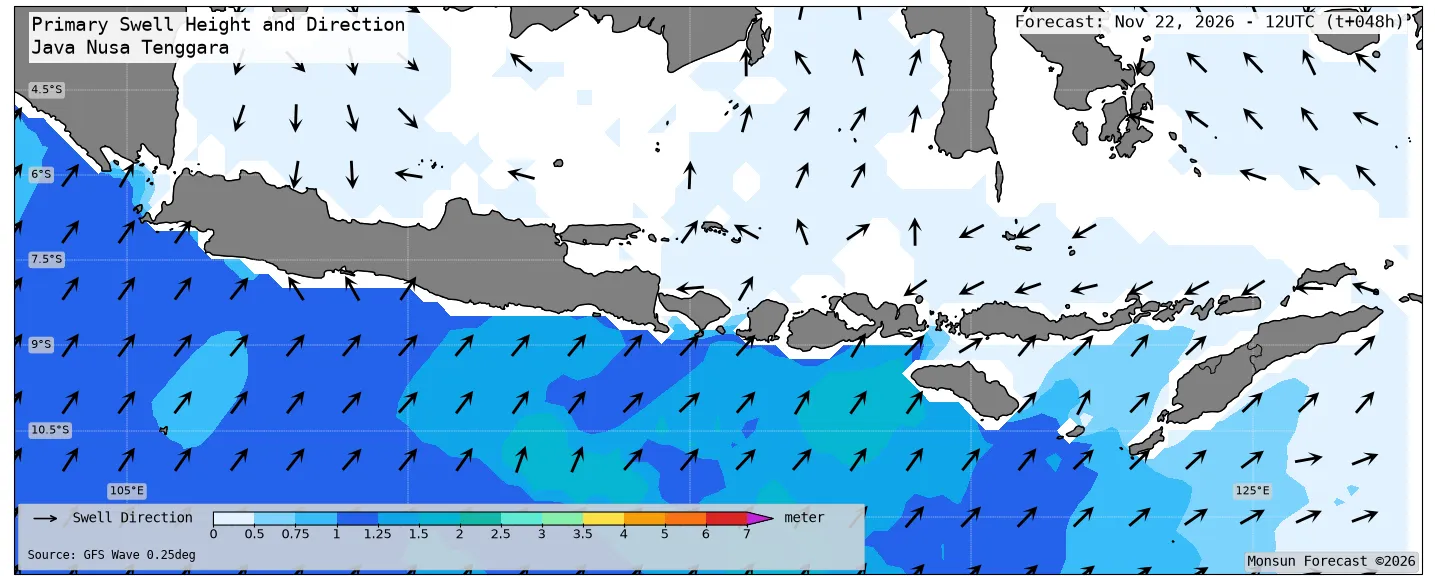 Primary Swell Height and Direction
Java Nusa Tenggara
Forecast: Nov 22, 2026 - 12UTC (t+048h)
4.5°S
6°S
7.5°S
9°S
10.5°S
105°E
125°E
Swell Direction
0 0.5 0.75 1 1.25 1.5 2 2.5 3 3.5 4 5 6 7
meter
Source: GFS Wave 0.25deg
Monsun Forecast ©2026